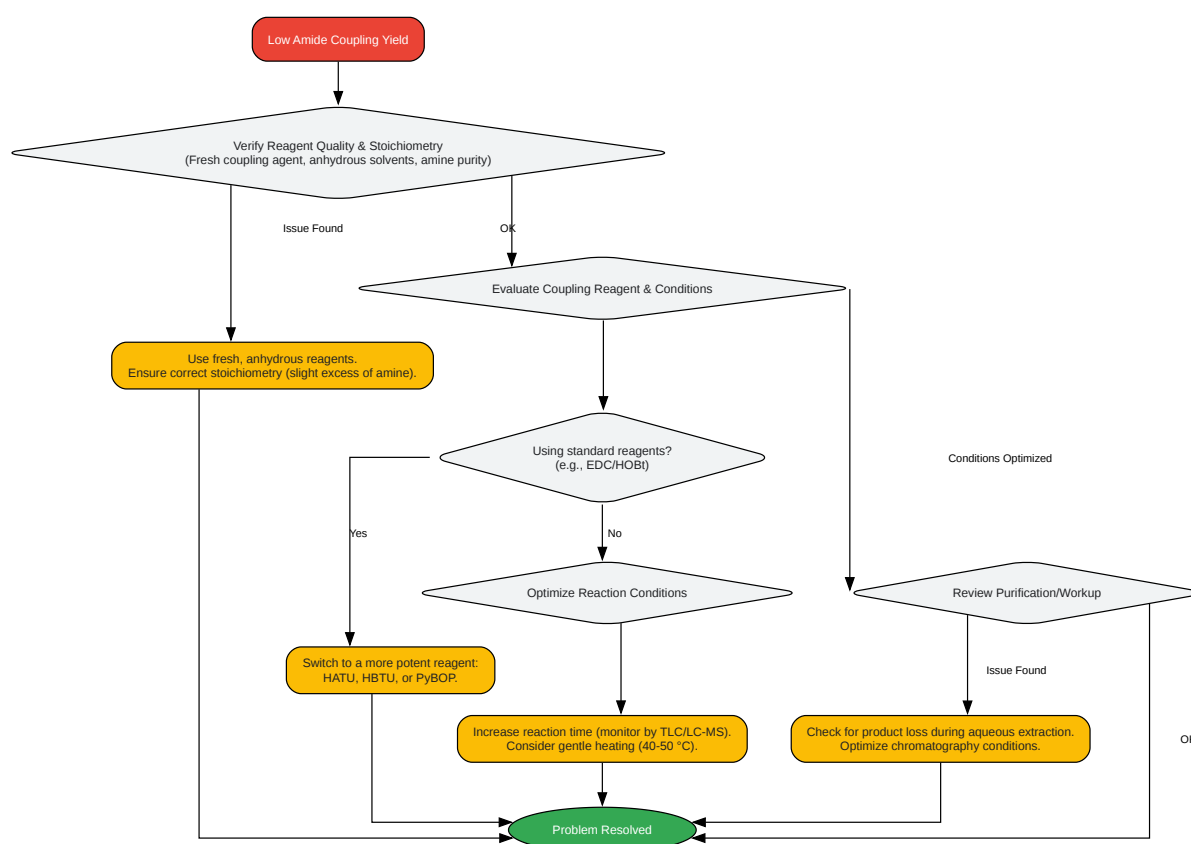 Low Amide Coupling Yield
Verify Reagent Quality & Stoichiometry
(Fresh coupling agent, anhydrous solvents, amine purity)
Issue Found
OK
Evaluate Coupling Reagent & Conditions
Use fresh, anhydrous reagents.
Ensure correct stoichiometry (slight excess of amine).
Using standard reagents?
(e.g., EDC/HOBt)
Conditions Optimized
Yes
No
Optimize Reaction Conditions
Review Purification/Workup
Switch to a more potent reagent:
HATU, HBTU, or PyBOP.
Issue Found
Increase reaction time (monitor by TLC/LC-MS).
Consider gentle heating (40-50 °C).
Check for product loss during aqueous extraction.
Optimize chromatography conditions.
Problem Resolved